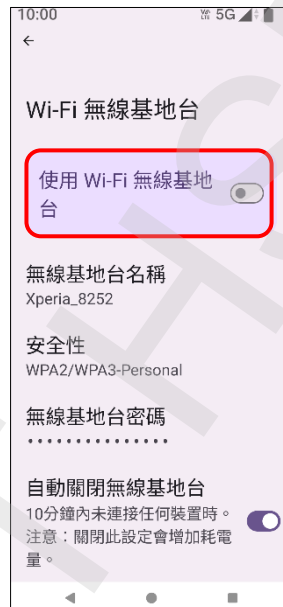 10:00 Vo LTE 5G
Wi-Fi 無線基地台
使用 Wi-Fi 無線基地
台
無線基地台名稱
Xperia_8252
安全性
WPA2/WPA3-Personal
無線基地台密碼
•••••••••••••••
自動關閉無線基地台
10分鐘內未連接任何裝置時。
注意：關閉此設定會增加耗電
量。